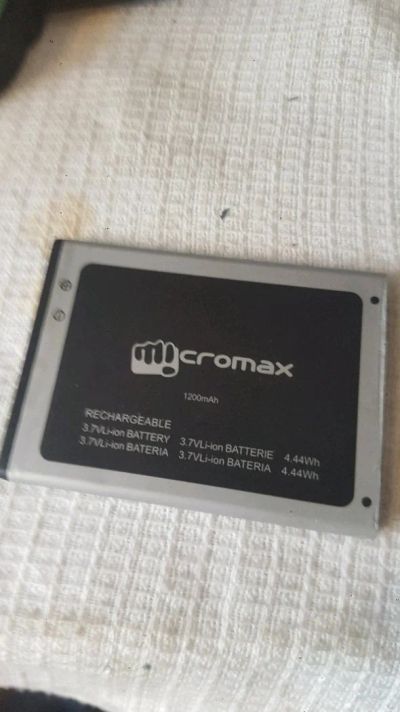 micromax
1200mAh
RECHARGEABLE
3.7VLi-ion BATTERY 3.7VLi-ion BATTERIE 4.44Wh
3.7VLi-ion BATERIA 3.7VLi-ion BATERIA 4.44Wh